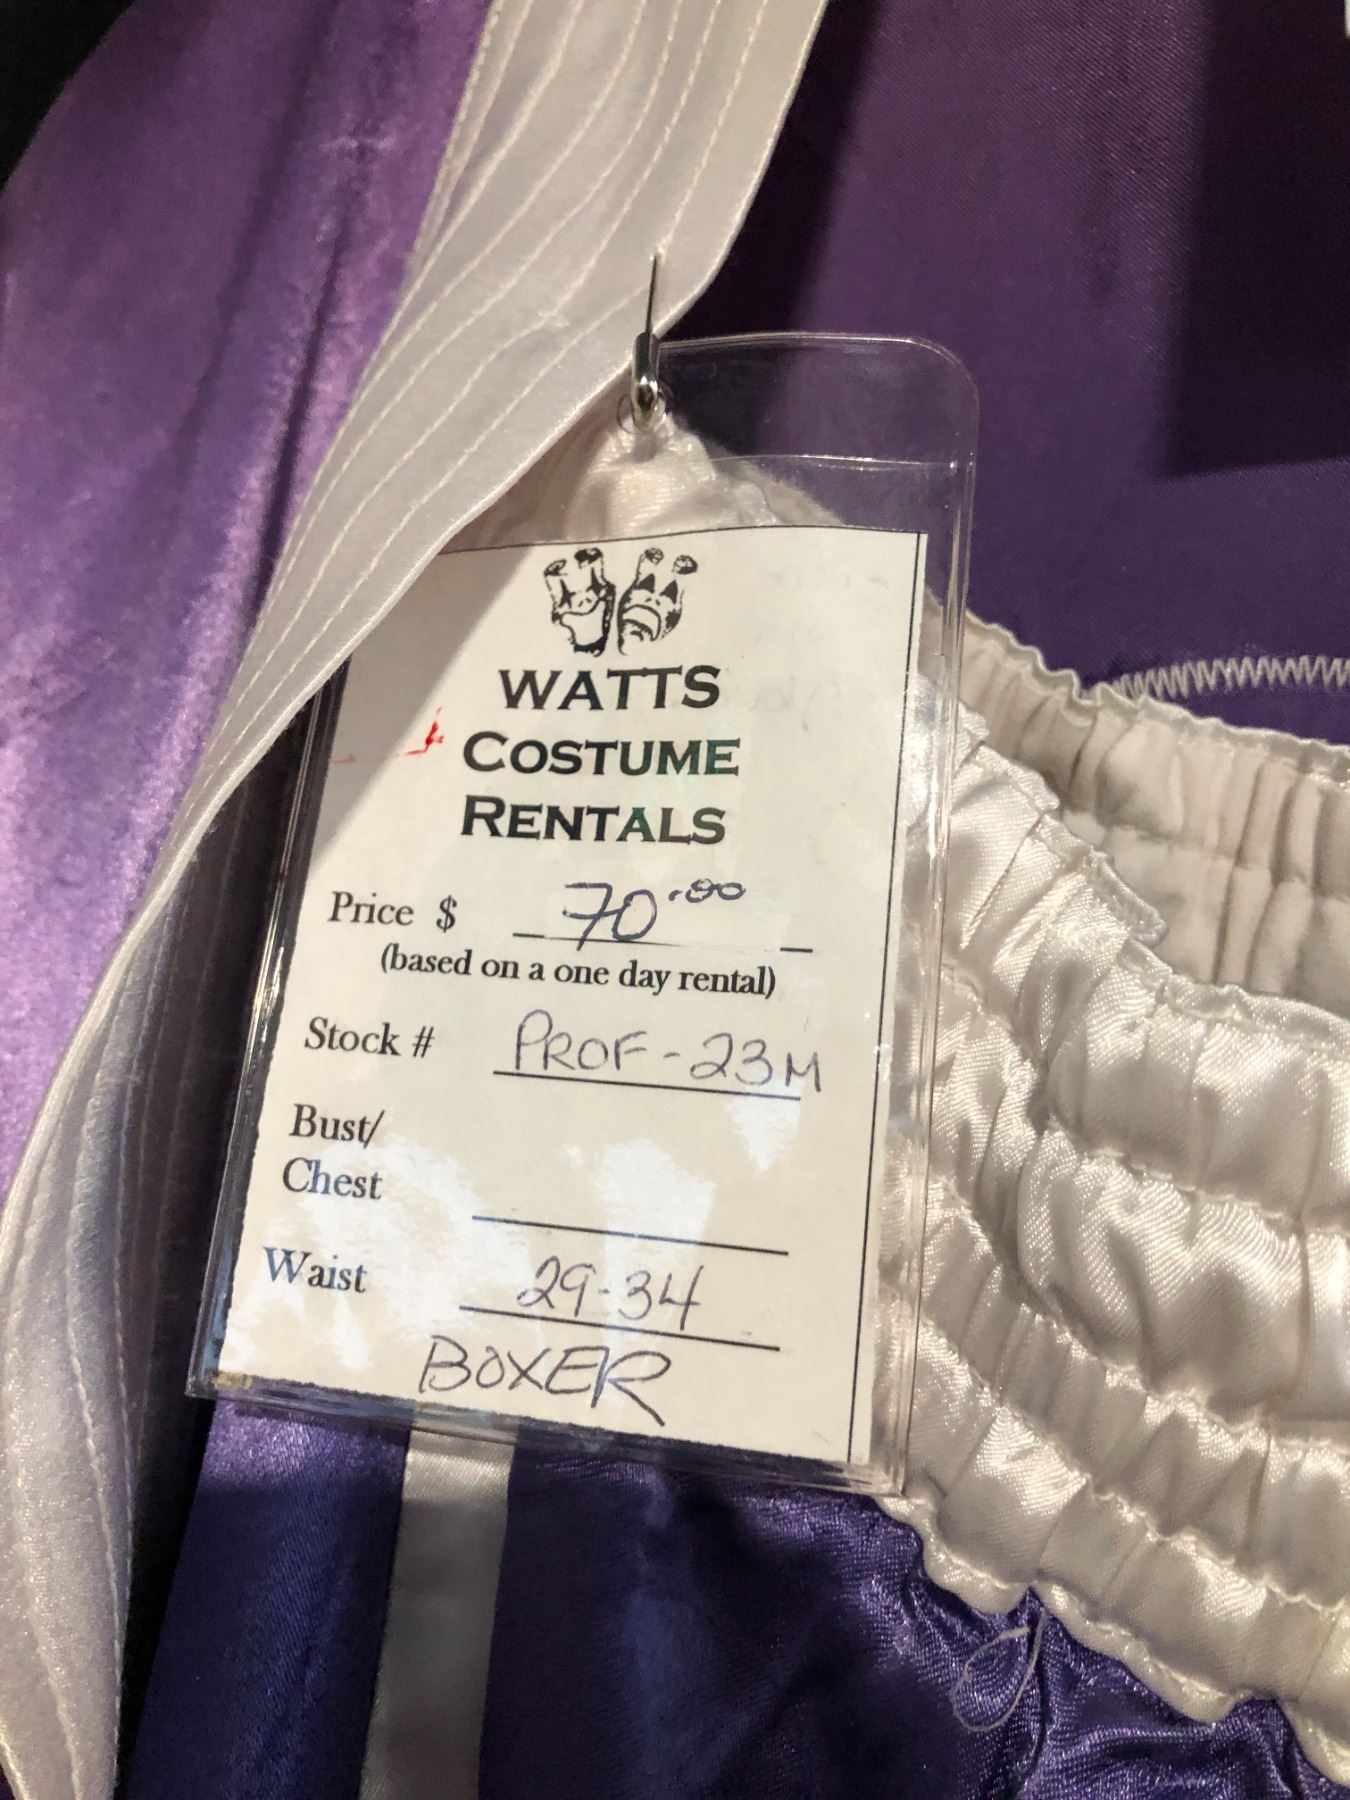 WATTS
COSTUME
RENTALS
Price $ 70.00
(based on a one day rental)
Stock # PROF-23M
Bust/
Chest
Waist 29-34
BOXER